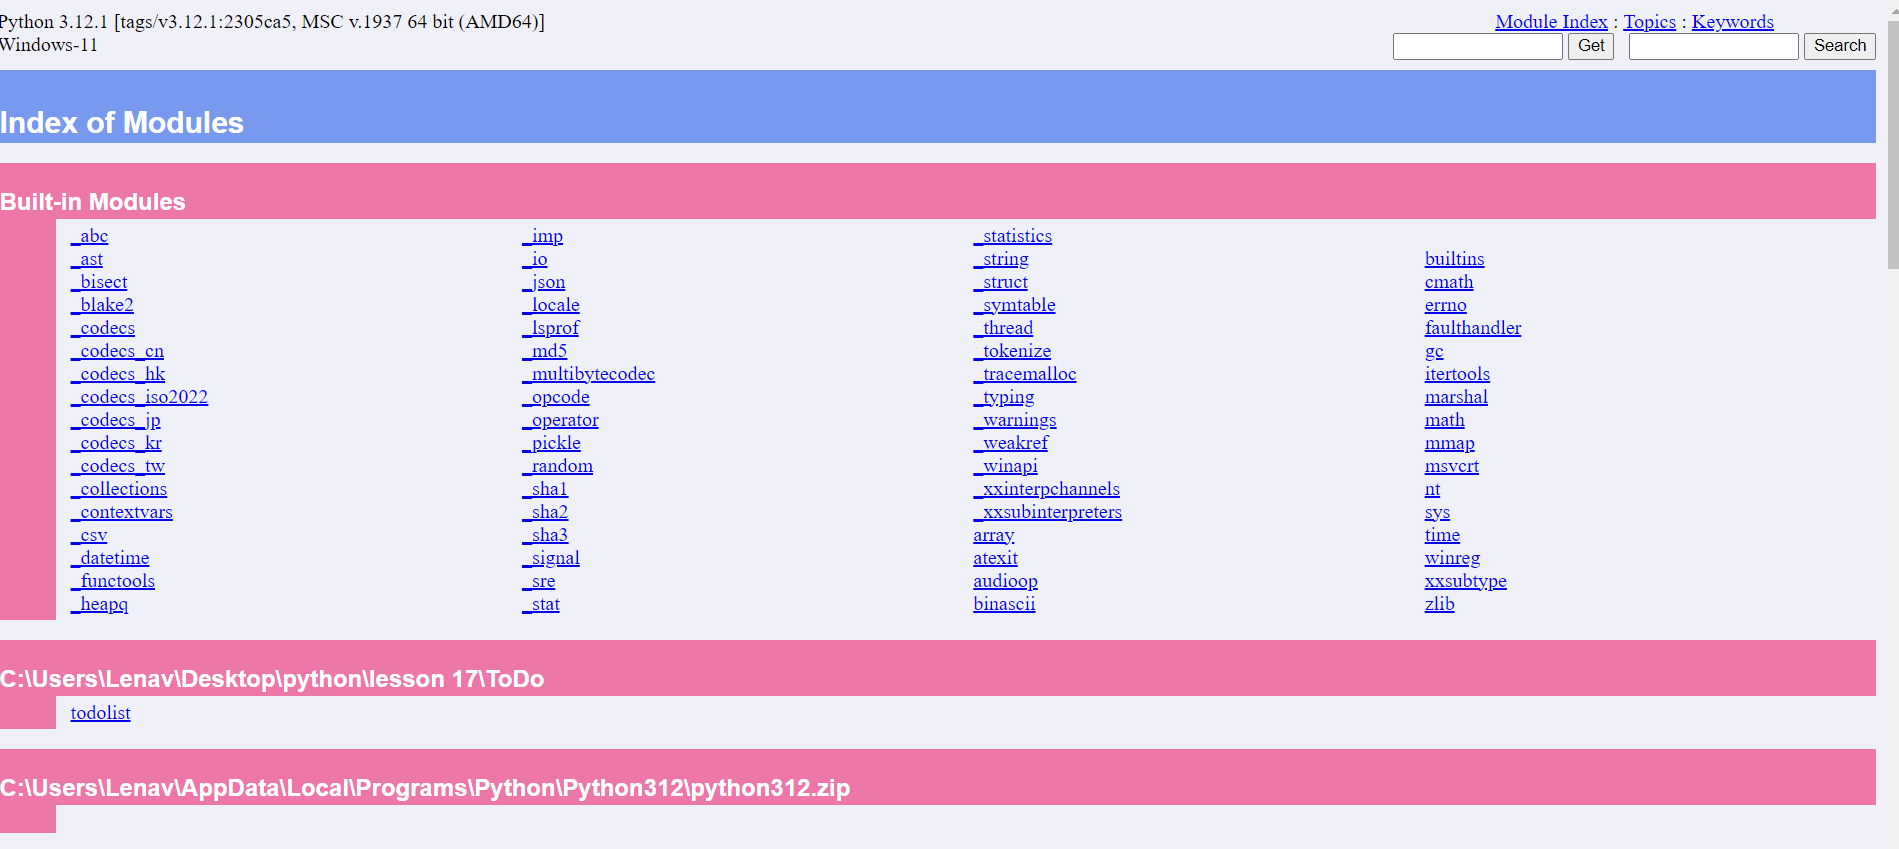 Python 3.12.1 [tags/v3.12.1:2305ca5, MSC v.1937 64 bit (AMD64)]
Windows-11
Module Index : Topics : Keywords
Get Search
Index of Modules
Built-in Modules
_abc
_ast
_bisect
_blake2
_codecs
_codecs_cn
_codecs_hk
_codecs_iso2022
_codecs_jp
_codecs_kr
_codecs_tw
_collections
_contextvars
_csv
_datetime
_functools
_heapq
_imp
_io
_json
_locale
_lsprof
_md5
_multibytecodec
_opcode
_operator
_pickle
_random
_sha1
_sha2
_sha3
_signal
_sre
_stat
_statistics
_string
_struct
_symtable
_thread
_tokenize
_tracemalloc
_typing
_warnings
_weakref
_winapi
_xxinterpchannels
_xxsubinterpreters
array
atexit
audioop
binascii
builtins
cmath
errno
faulthandler
gc
itertools
marshal
math
mmap
msvcrt
nt
sys
time
winreg
xxsubtype
zlib
C:\Users\Lenav\Desktop\python\lesson 17\ToDo
todolist
C:\Users\Lenav\AppData\Local\Programs\Python\Python312\python312.zip